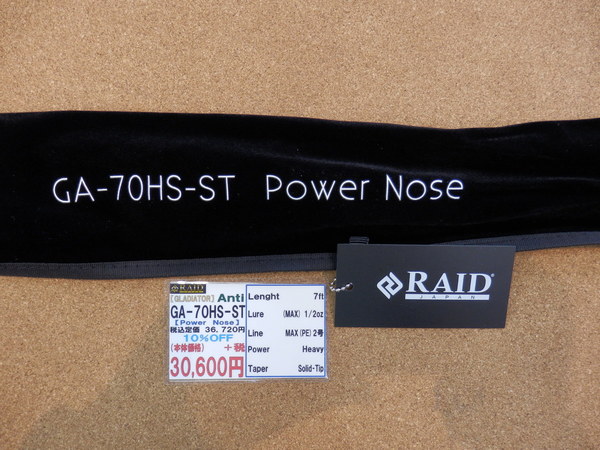 GA-70HS-ST Power Nose
RAID
JAPAN
RAID
[GLADIATOR] Anti
GA-70HS-ST
[Power Nose]
税込定価 36,720円
10%OFF
(本体価格) +税
30,600円
Lenght 7ft
Lure (MAX) 1/2oz
Line MAX(PE)2号
Power Heavy
Taper Solid・Tip